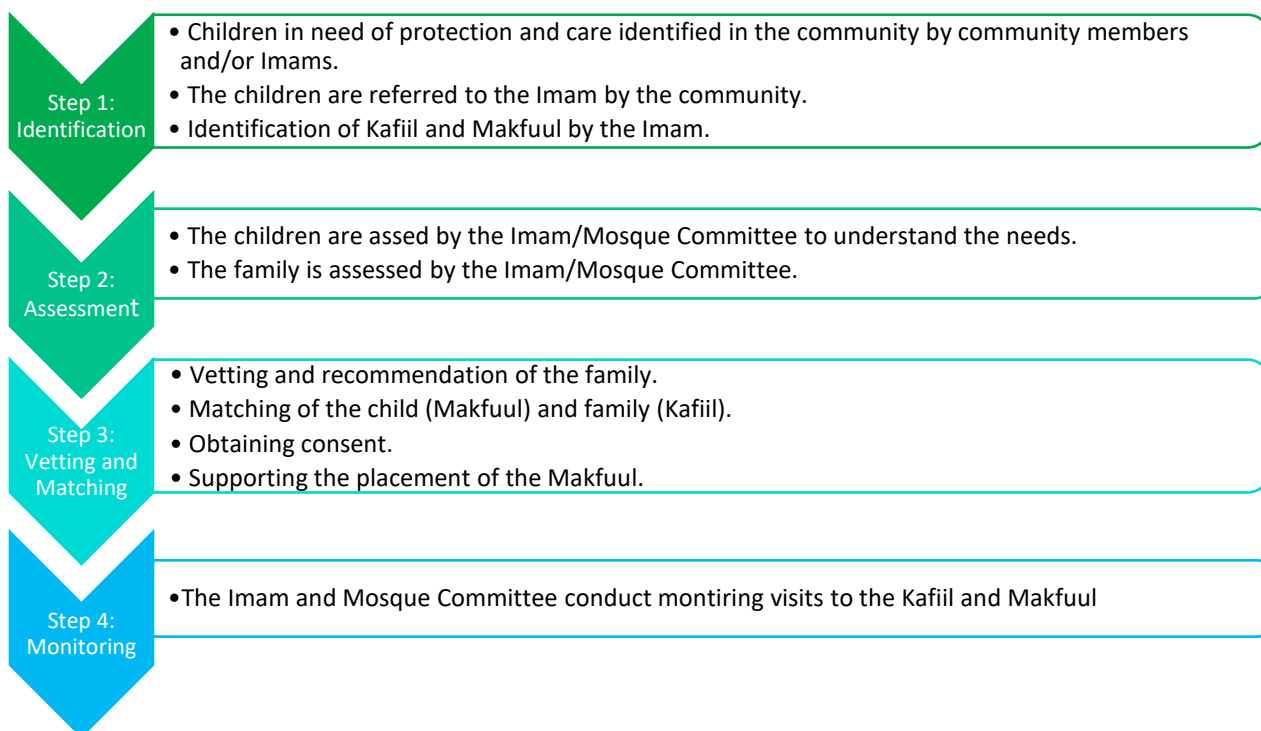 Step 1:
Identification
• Children in need of protection and care identified in the community by community members
and/or Imams.
• The children are referred to the Imam by the community.
• Identification of Kafiil and Makfuul by the Imam.
Step 2:
Assessment
• The children are assed by the Imam/Mosque Committee to understand the needs.
• The family is assessed by the Imam/Mosque Committee.
Step 3:
Vetting and
Matching
• Vetting and recommendation of the family.
• Matching of the child (Makfuul) and family (Kafiil).
• Obtaining consent.
• Supporting the placement of the Makfuul.
Step 4:
Monitoring
•The Imam and Mosque Committee conduct montiring visits to the Kafiil and Makfuul